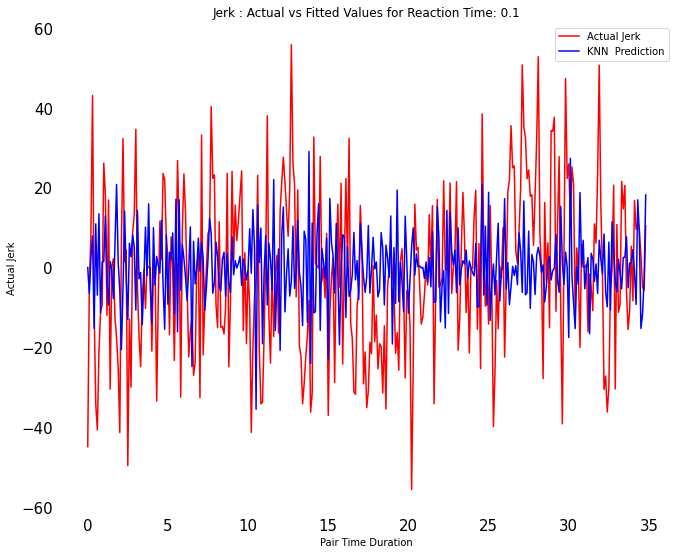 Jerk : Actual vs Fitted Values for Reaction Time: 0.1
Actual Jerk
KNN  Prediction
60
40
20
0
−20
−40
−60
Actual Jerk
0 5 10 15 20 25 30 35
Pair Time Duration